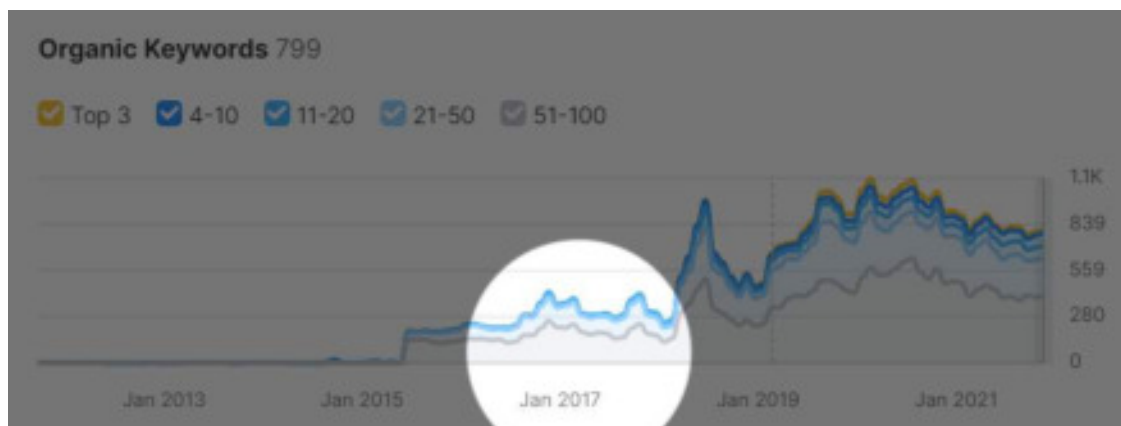 Organic Keywords 799
Top 3 4-10 11-20 21-50 51-100
1.1K
839
559
280
0
Jan 2013 Jan 2015 Jan 2017 Jan 2019 Jan 2021